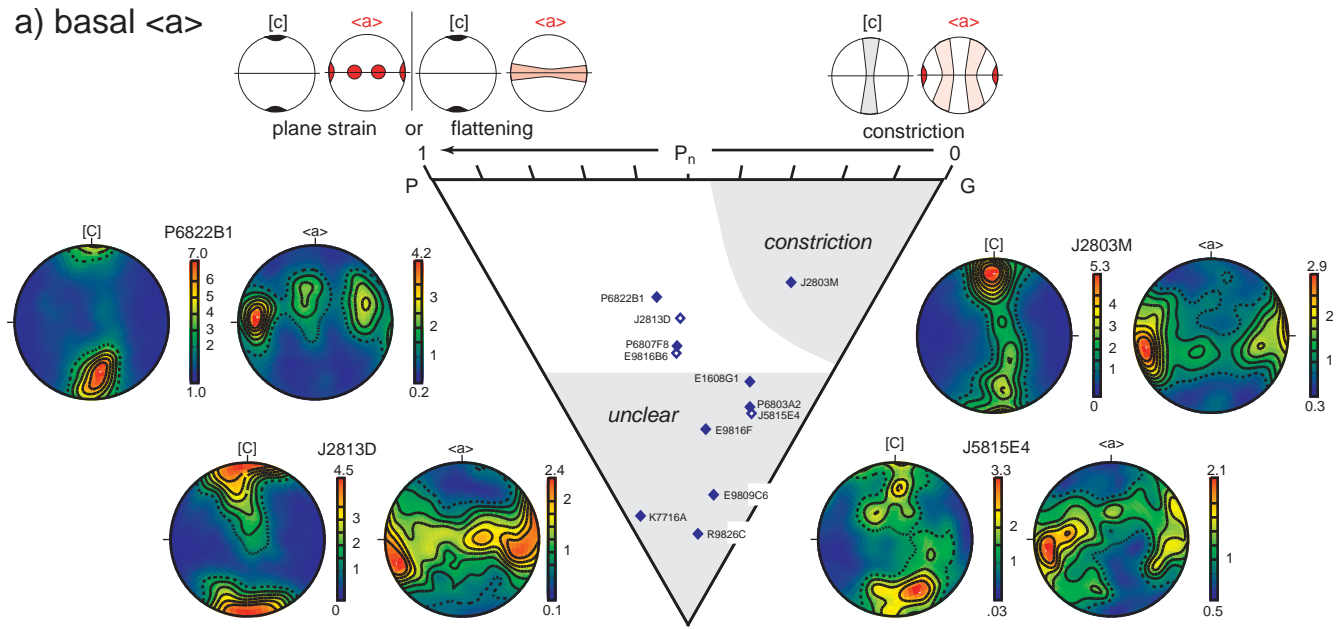 a) basal <a>
[c] <a> [c] <a>
plane strain or flattening
[c] <a>
constriction
1 Pn 0
P G
constriction
unclear
J2803M
P6822B1
J2813D
P6807F8
E9816B6
E1608G1
P6803A2
J5815E4
E9816F
E9809C6
K7716A
R9826C
[C] P6822B1 <a>
7.0
6
5
4
3
2
1.0
4.2
3
2
1
0.2
[C] J2813D <a>
4.5
3
2
1
0
2.4
2
1
0.1
[C] J2803M <a>
5.3
4
3
2
1
0
2.9
2
1
0.3
[C] J5815E4 <a>
3.3
2
1
.03
2.1
1
0.5